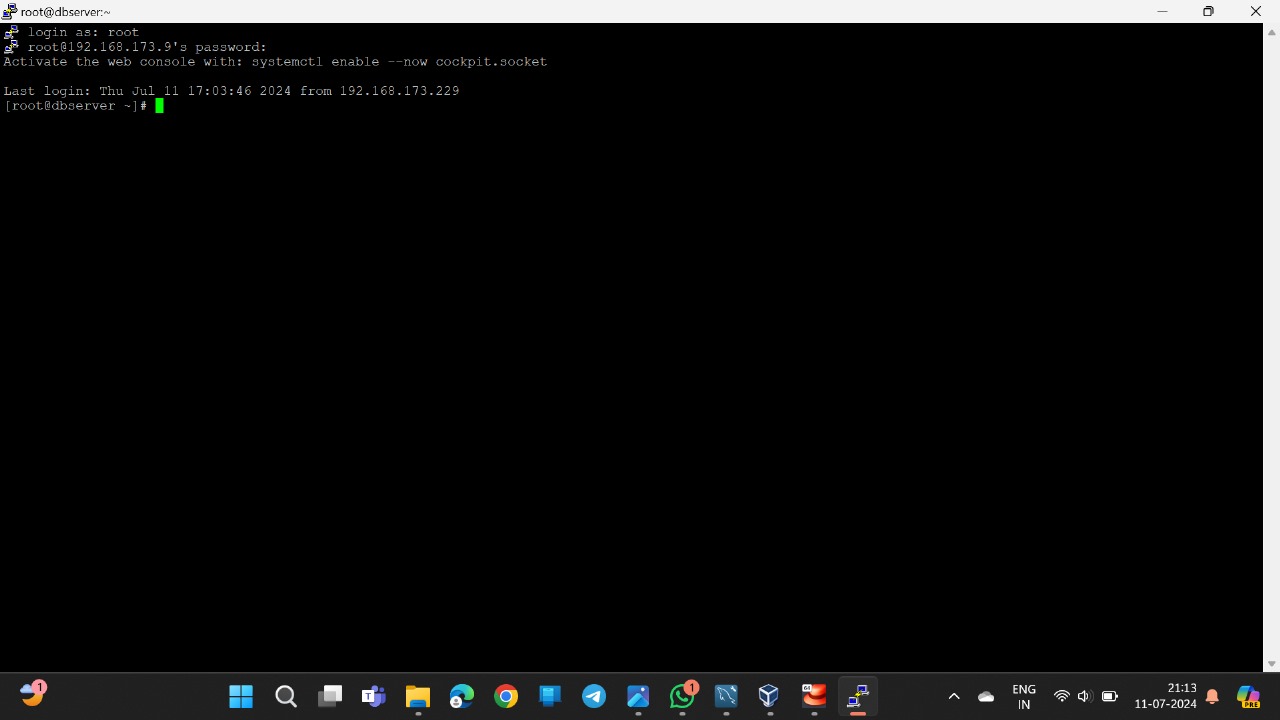 root@dbserver:~
login as: root
root@192.168.173.9's password:
Activate the web console with: systemctl enable --now cockpit.socket
Last login: Thu Jul 11 17:03:46 2024 from 192.168.173.229
[root@dbserver ~]#
1
T
1
64
ENG
IN
21:13
11-07-2024
PRE